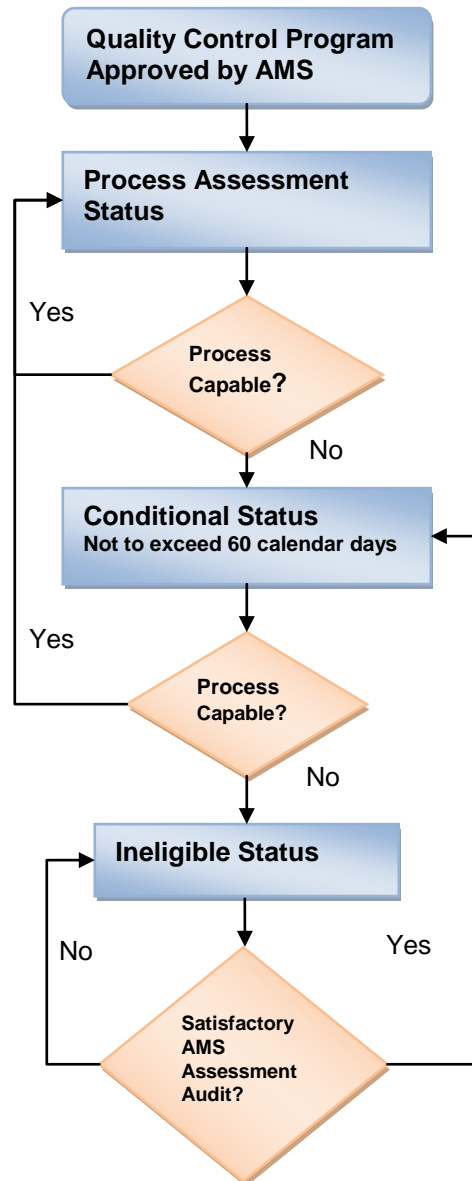 Quality Control Program
Approved by AMS
Process Assessment
Status
Yes
Process
Capable?
No
Conditional Status
Not to exceed 60 calendar days
Yes
Process
Capable?
No
Ineligible Status
No
Yes
Satisfactory
AMS
Assessment
Audit?